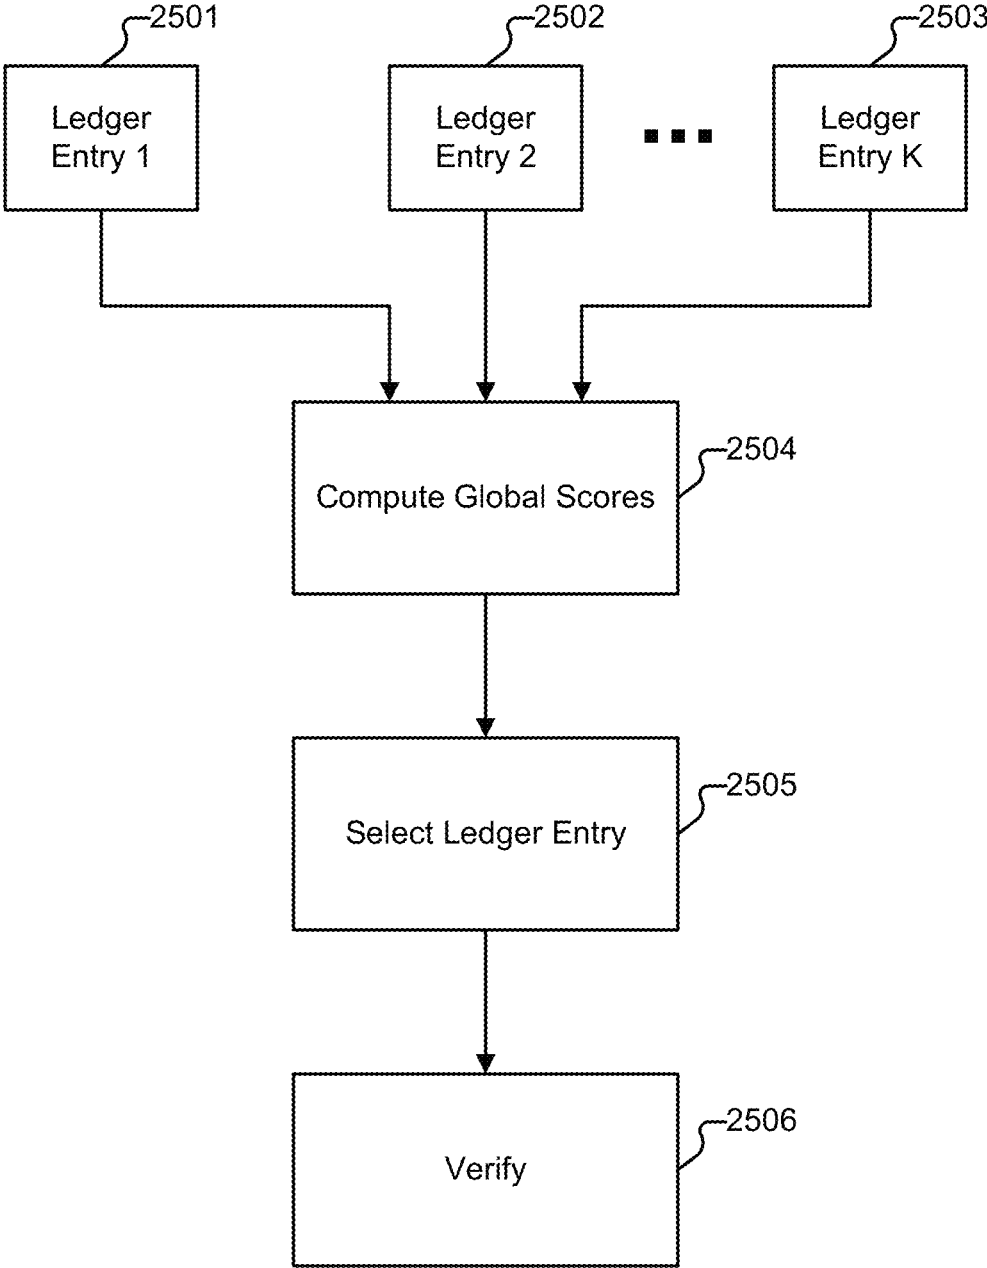 2501
2502
2503
Ledger
Entry 1
Ledger
Entry 2
Ledger
Entry K
2504
Compute Global Scores
2505
Select Ledger Entry
2506
Verify